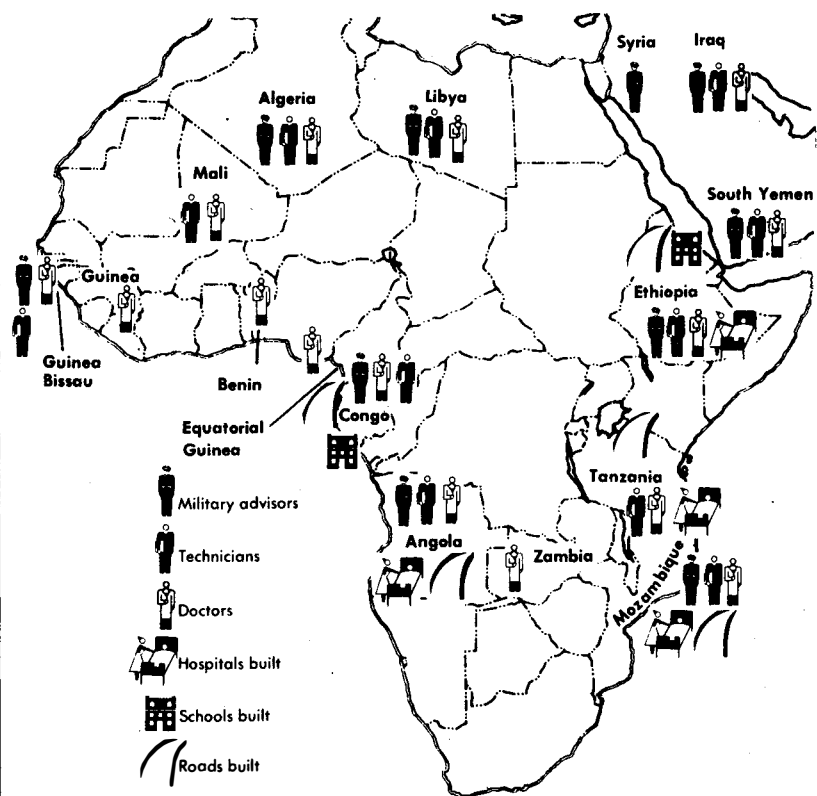 Syria
Iraq
Algeria
Libya
Mali
South Yemen
Guinea
Ethiopia
Guinea
Bissau
Benin
Equatorial
Guinea
Congo
Tanzania
Angola
Zambia
Mozambique
Military advisors
Technicians
Doctors
Hospitals built
Schools built
Roads built